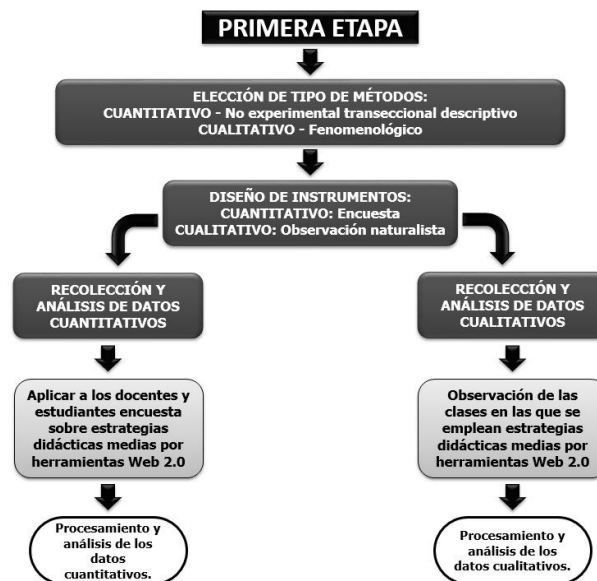 PRIMERA ETAPA
ELECCIÓN DE TIPO DE MÉTODOS:
CUANTITATIVO - No experimental transeccional descriptivo
CUALITATIVO - Fenomenológico
DISEÑO DE INSTRUMENTOS:
CUANTITATIVO: Encuesta
CUALITATIVO: Observación naturalista
RECOLECCIÓN Y
ANÁLISIS DE DATOS
CUANTITATIVOS
Aplicar a los docentes y
estudiantes encuesta
sobre estrategias
didácticas medias por
herramientas Web 2.0
Procesamiento y
análisis de los
datos
cuantitativos.
RECOLECCIÓN Y
ANÁLISIS DE DATOS
CUALITATIVOS
Observación de las
clases en las que se
emplean estrategias
didácticas medias por
herramientas Web 2.0
Procesamiento y
análisis de los
datos cualitativos.